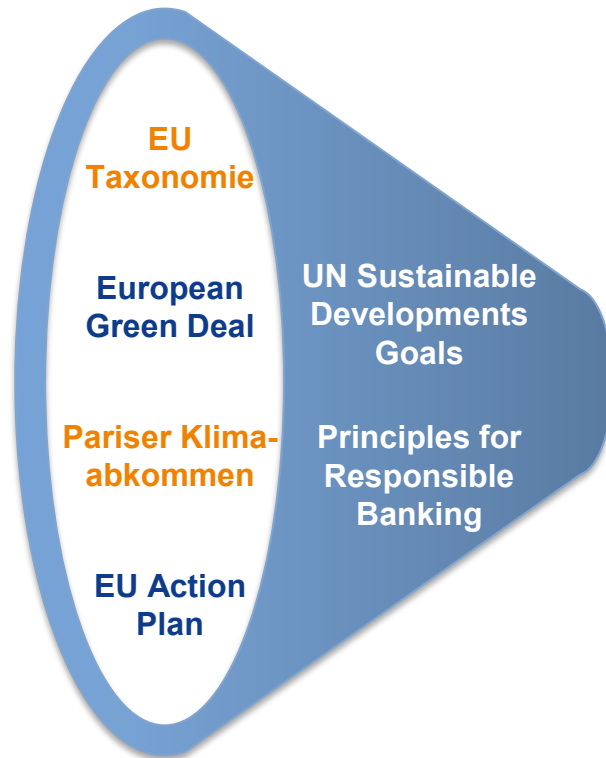 EU
Taxonomie
European
Green Deal
Pariser Klima-
abkommen
EU Action
Plan
UN Sustainable
Developments
Goals
Principles for
Responsible
Banking